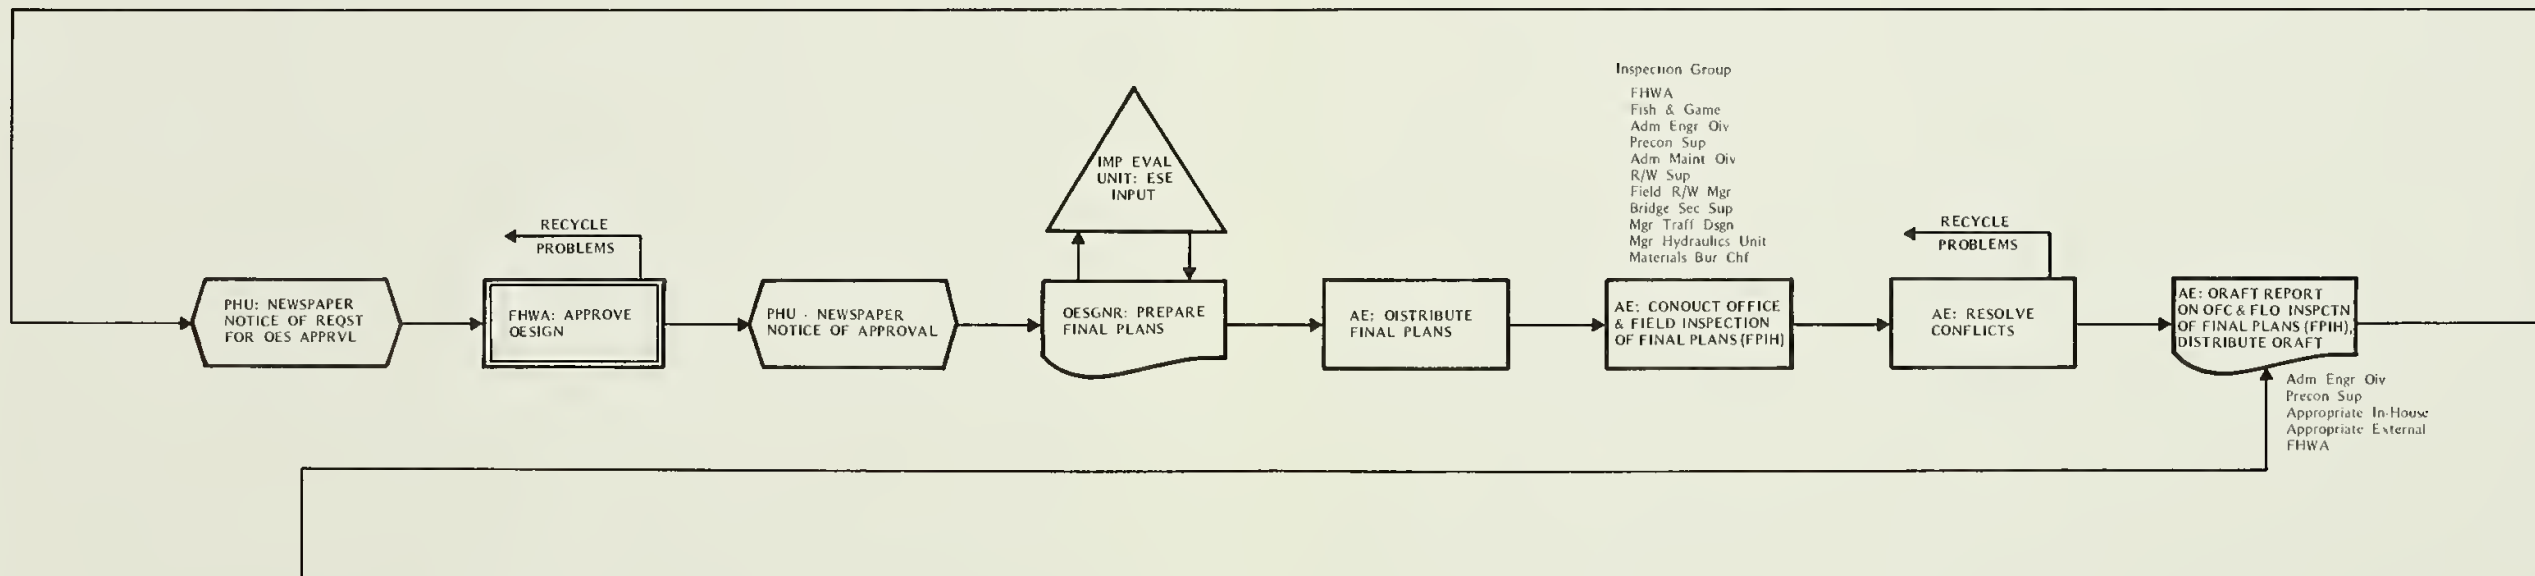 Inspection Group
FHWA
Fish & Game
Adm Engr Oiv
Precon Sup
Adm Maint Oiv
R/W Sup
Field R/W Mgr
Bridge Sec Sup
Mgr Traff Dsgn
Mgr Hydraulics Unit
Materials Bur Chf
IMP EVAL
UNIT: ESE
INPUT
RECYCLE
PROBLEMS
RECYCLE
PROBLEMS
PHU: NEWSPAPER
NOTICE OF REQST
FOR OES APPRVL
FHWA: APPROVE
OESIGN
PHU · NEWSPAPER
NOTICE OF APPROVAL
OESGNR: PREPARE
FINAL PLANS
AE: OISTRIBUTE
FINAL PLANS
AE: CONOUCT OFFICE
& FIELD INSPECTION
OF FINAL PLANS (FPIH)
AE: RESOLVE
CONFLICTS
AE: ORAFT REPORT
ON OFC & FLO INSPCTN
OF FINAL PLANS (FPIH),
DISTRIBUTE ORAFT
Adm Engr Oiv
Precon Sup
Appropriate In-House
Appropriate External
FHWA